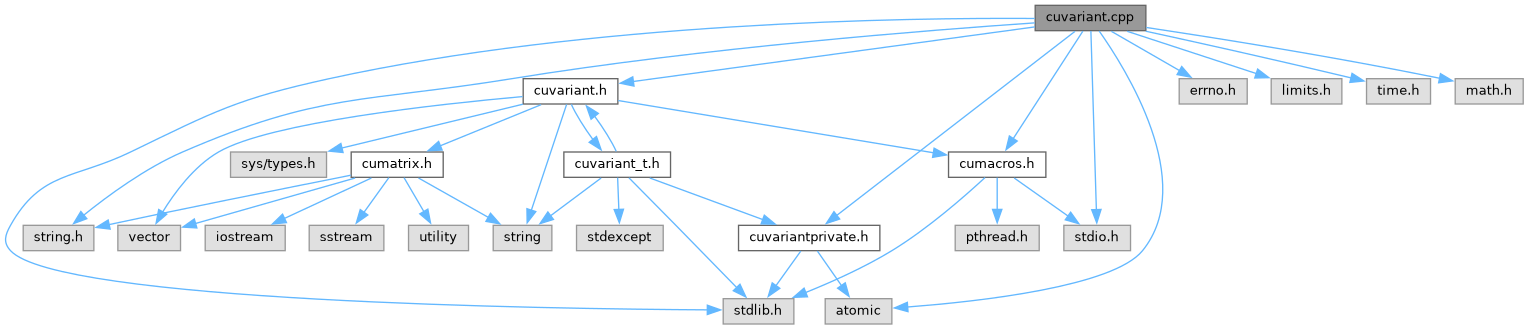 cuvariant.cpp
cuvariant.h
errno.h
limits.h
time.h
math.h
sys/types.h
cumatrix.h
cuvariant_t.h
cumacros.h
string.h
vector
iostream
sstream
utility
string
stdexcept
cuvariantprivate.h
pthread.h
stdio.h
stdlib.h
atomic